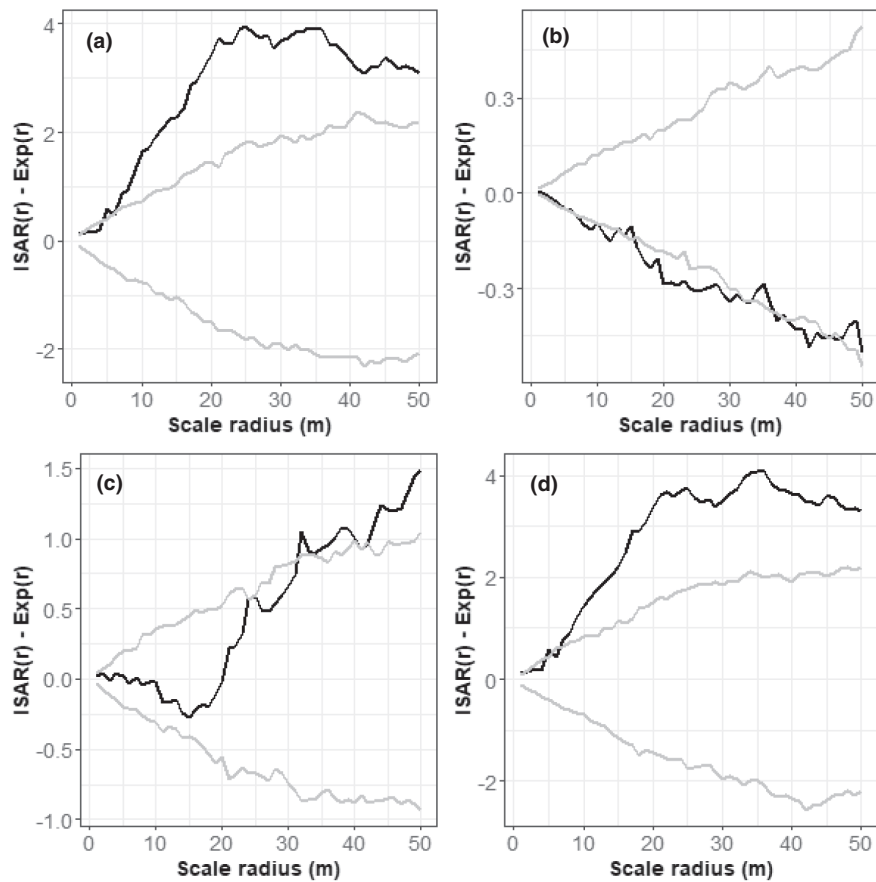 (a)
ISAR(r) - Exp(r)
4
2
0
-2
0 10 20 30 40 50
Scale radius (m)
(b)
ISAR(r) - Exp(r)
0.3
0.0
-0.3
0 10 20 30 40 50
Scale radius (m)
(c)
ISAR(r) - Exp(r)
1.5
1.0
0.5
0.0
-0.5
-1.0
0 10 20 30 40 50
Scale radius (m)
(d)
ISAR(r) - Exp(r)
4
2
0
-2
0 10 20 30 40 50
Scale radius (m)